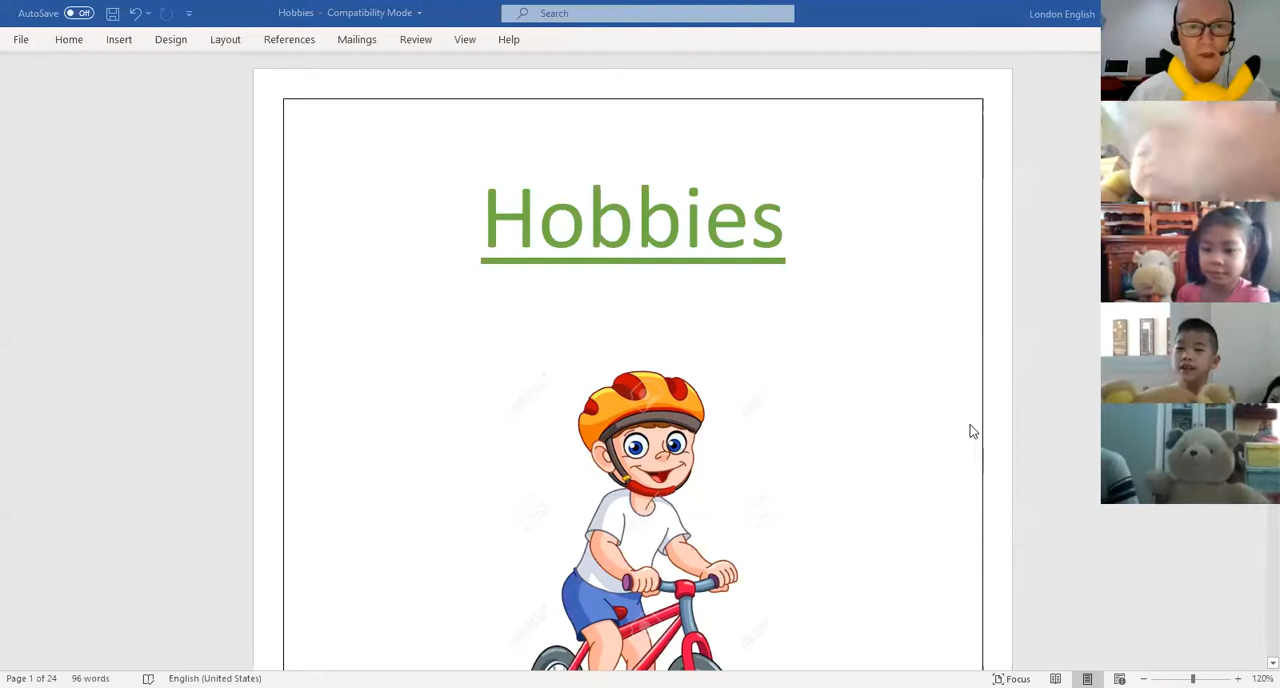 AutoSave Off
Hobbies - Compatibility Mode
Search
London English
File Home Insert Design Layout References Mailings Review View Help
Hobbies
Page 1 of 24 96 words English (United States) Focus 120%